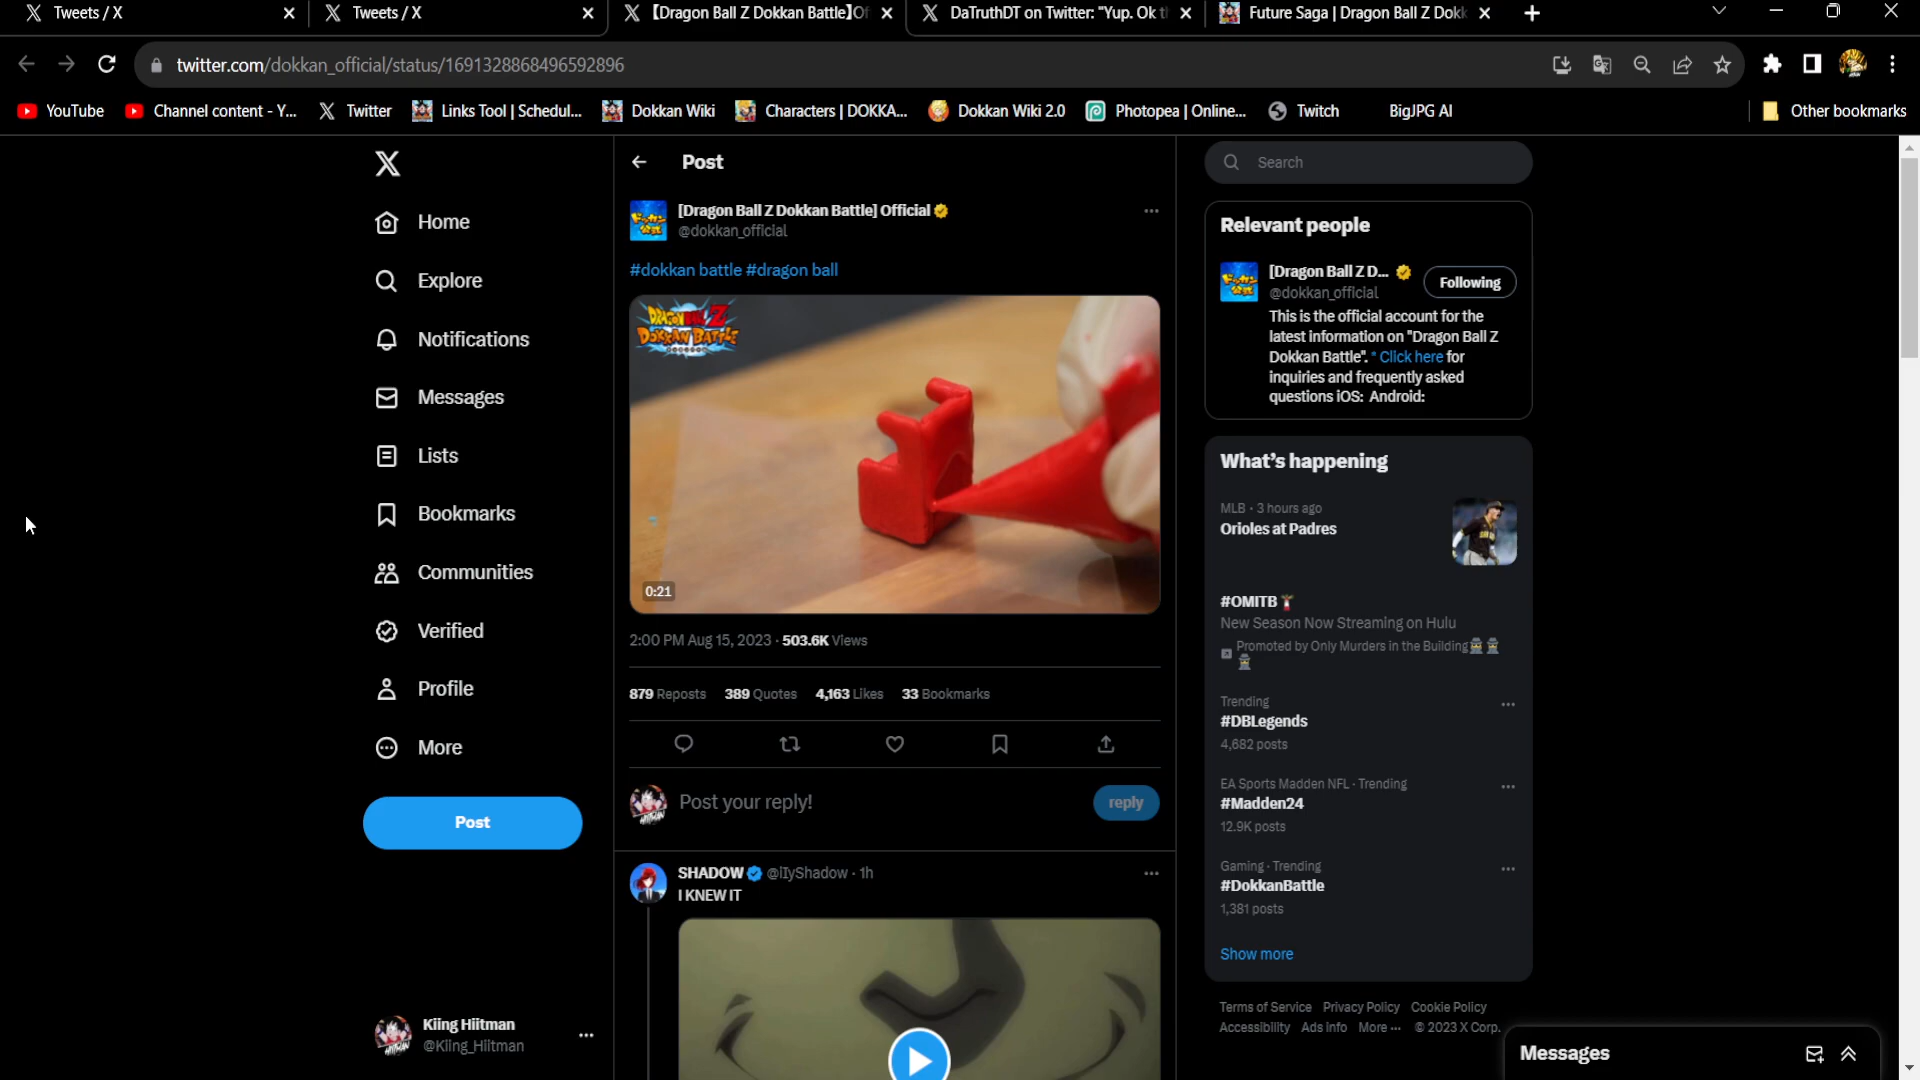 Tweets / X
Tweets / X
【Dragon Ball Z Dokkan Battle】Of
DaTruthDT on Twitter: "Yup. Ok t
Future Saga | Dragon Ball Z Dokk
twitter.com/dokkan_official/status/1691328868496592896
YouTube
Channel content - Y...
Twitter
Links Tool | Schedul...
Dokkan Wiki
Characters | DOKKA...
Dokkan Wiki 2.0
Photopea | Online...
Twitch
BigJPG AI
Other bookmarks
Home
Explore
Notifications
Messages
Lists
Bookmarks
Communities
Verified
Profile
More
Post
Kiing Hiitman
@Kiing_Hiitman
Post
[Dragon Ball Z Dokkan Battle] Official
@dokkan_official
#dokkan battle #dragon ball
DRAGON BALL Z
DOKKAN BATTLE
0:21
2:00 PM Aug 15, 2023 · 503.6K Views
879 Reposts 389 Quotes 4,163 Likes 33 Bookmarks
Post your reply!
reply
SHADOW @iIyShadow · 1h
I KNEW IT
Search
Relevant people
[Dragon Ball Z D...
@dokkan_official
Following
This is the official account for the
latest information on "Dragon Ball Z
Dokkan Battle". * Click here for
inquiries and frequently asked
questions iOS: Android:
What's happening
MLB · 3 hours ago
Orioles at Padres
#OMITB
New Season Now Streaming on Hulu
Promoted by Only Murders in the Building
Trending
#DBLegends
4,682 posts
EA Sports Madden NFL · Trending
#Madden24
12.9K posts
Gaming · Trending
#DokkanBattle
1,381 posts
Show more
Terms of Service Privacy Policy Cookie Policy
Accessibility Ads info More ··· © 2023 X Corp.
Messages